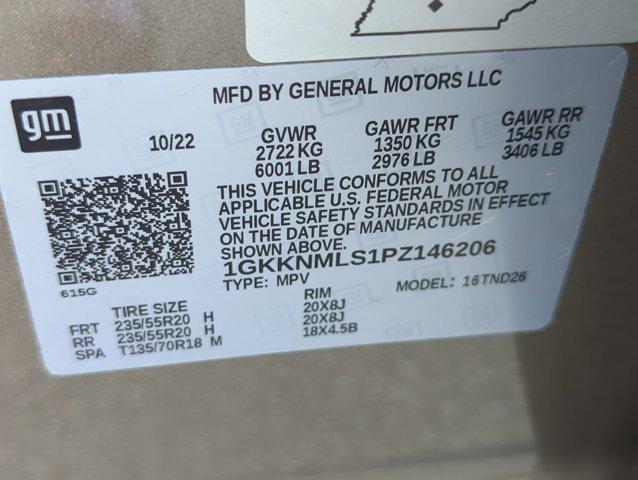 gm
MFD BY GENERAL MOTORS LLC
10/22
GVWR
2722 KG
6001 LB
GAWR FRT
1350 KG
2976 LB
GAWR RR
1545 KG
3406 LB
THIS VEHICLE CONFORMS TO ALL
APPLICABLE U.S. FEDERAL MOTOR
VEHICLE SAFETY STANDARDS IN EFFECT
ON THE DATE OF MANUFACTURE
SHOWN ABOVE.
1GKKNMLS1PZ146206
TYPE: MPV MODEL: 16TND26
615G
TIRE SIZE RIM
FRT 235/55R20 H 20X8J
RR 235/55R20 H 20X8J
SPA T135/70R18 M 18X4.5B